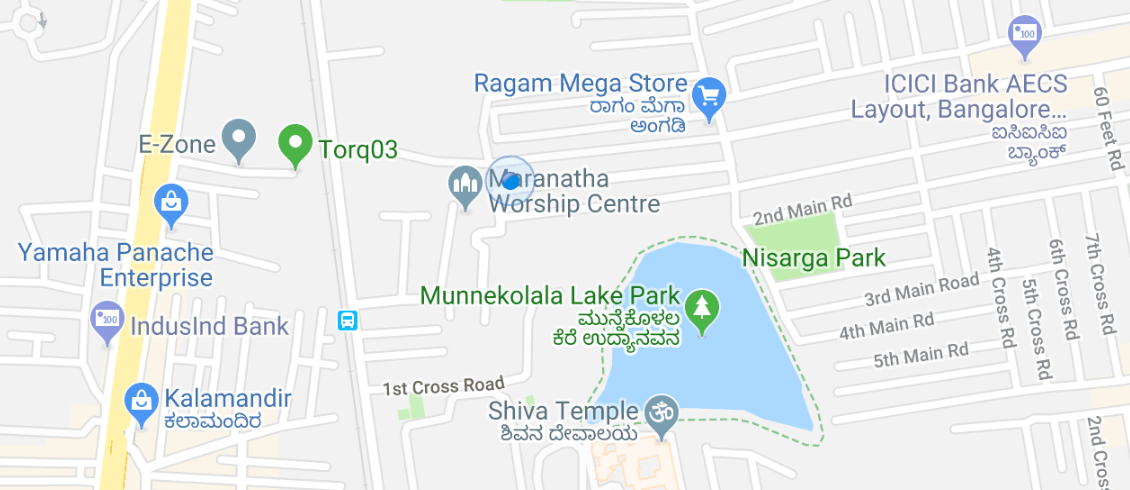 Ragam Mega Store
ರಾಗಂ ಮೆಗಾ
ಅಂಗಡಿ
ICICI Bank AECS
Layout, Bangalore...
ಐಸಿಐಸಿಐ
ಬ್ಯಾಂಕ್
60 Feet Rd
E-Zone
Torq03
Maranatha
Worship Centre
2nd Main Rd
Yamaha Panache
Enterprise
Nisarga Park
Munnekolala Lake Park
ಮುನ್ನೆಕೊಳಲ
ಕೆರೆ ಉದ್ಯಾನವನ
3rd Main Road
4th Main Rd
5th Main Rd
4th Cross Rd
5th Cross Rd
6th Cross Rd
7th Cross Rd
100
IndusInd Bank
1st Cross Road
Kalamandir
ಕಲಾಮಂದಿರ
Shiva Temple
ಶಿವನ ದೇವಾಲಯ
2nd Cross